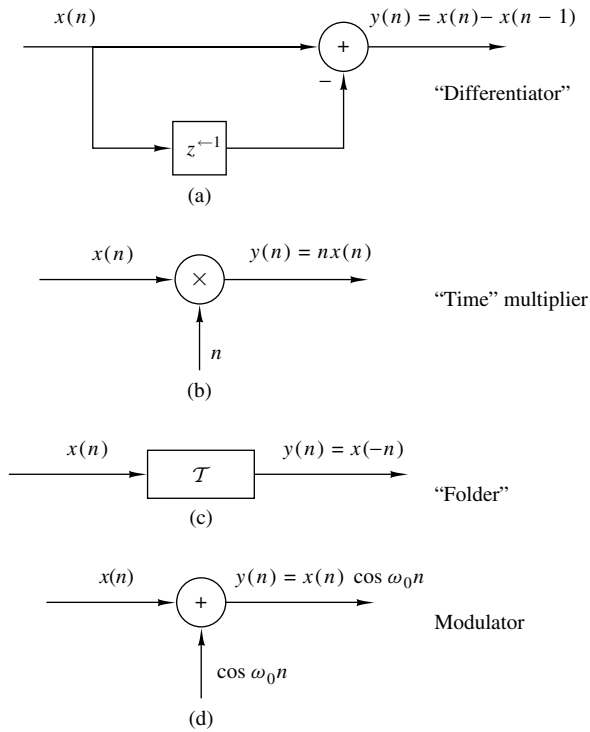 x(n)
y(n) = x(n) − x(n − 1)
+
−
"Differentiator"
z←1
(a)
x(n)
y(n) = nx(n)
×
"Time" multiplier
n
(b)
x(n)
y(n) = x(−n)
𝒯
"Folder"
(c)
x(n)
y(n) = x(n) cos ω₀n
+
Modulator
cos ω₀n
(d)